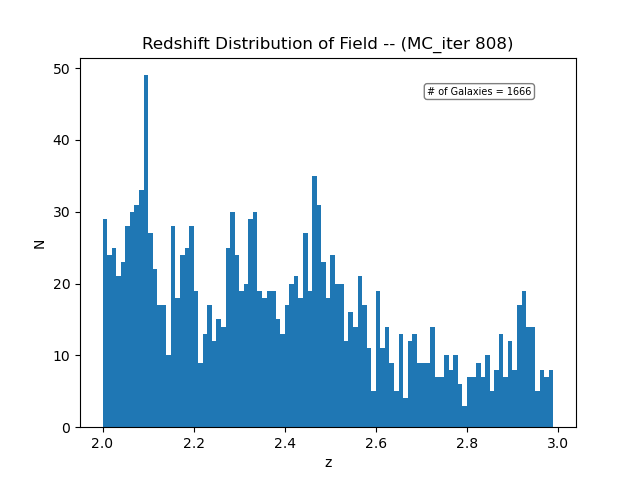 Redshift Distribution of Field -- (MC_iter 808)
# of Galaxies = 1666
50
40
30
20
10
0
N
2.0 2.2 2.4 2.6 2.8 3.0
z